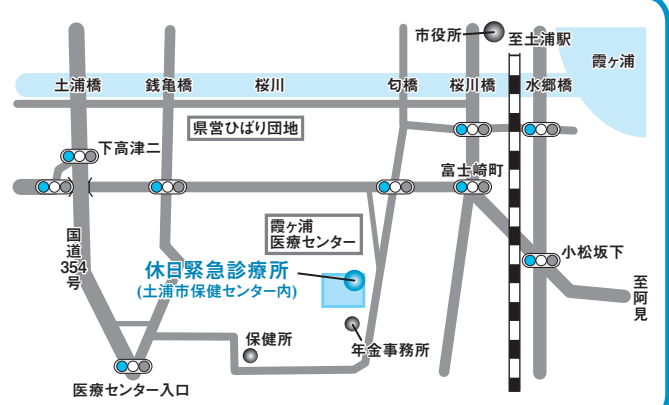 市役所
至土浦駅
霞ヶ浦
土浦橋
銭亀橋
桜川
匂橋
桜川橋
水郷橋
県営ひばり団地
下高津二
富士崎町
霞ヶ浦
医療センター
国道354号
小松坂下
休日緊急診療所
(土浦市保健センター内)
至阿見
保健所
年金事務所
医療センター入口